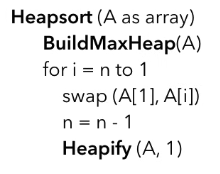 Heapsort (A as array)
BuildMaxHeap(A)
for i = n to 1
swap (A[1], A[i])
n = n - 1
Heapify (A, 1)